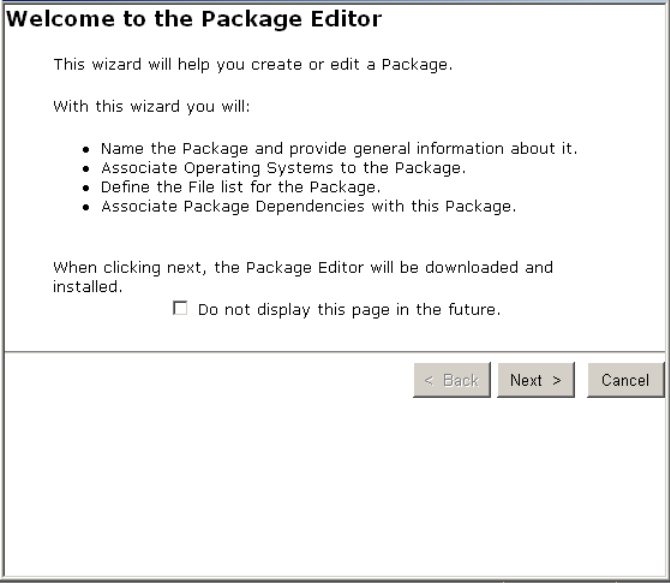 Welcome to the Package Editor
This wizard will help you create or edit a Package.
With this wizard you will:
• Name the Package and provide general information about it.
• Associate Operating Systems to the Package.
• Define the File list for the Package.
• Associate Package Dependencies with this Package.
When clicking next, the Package Editor will be downloaded and
installed.
Do not display this page in the future.
< Back Next > Cancel